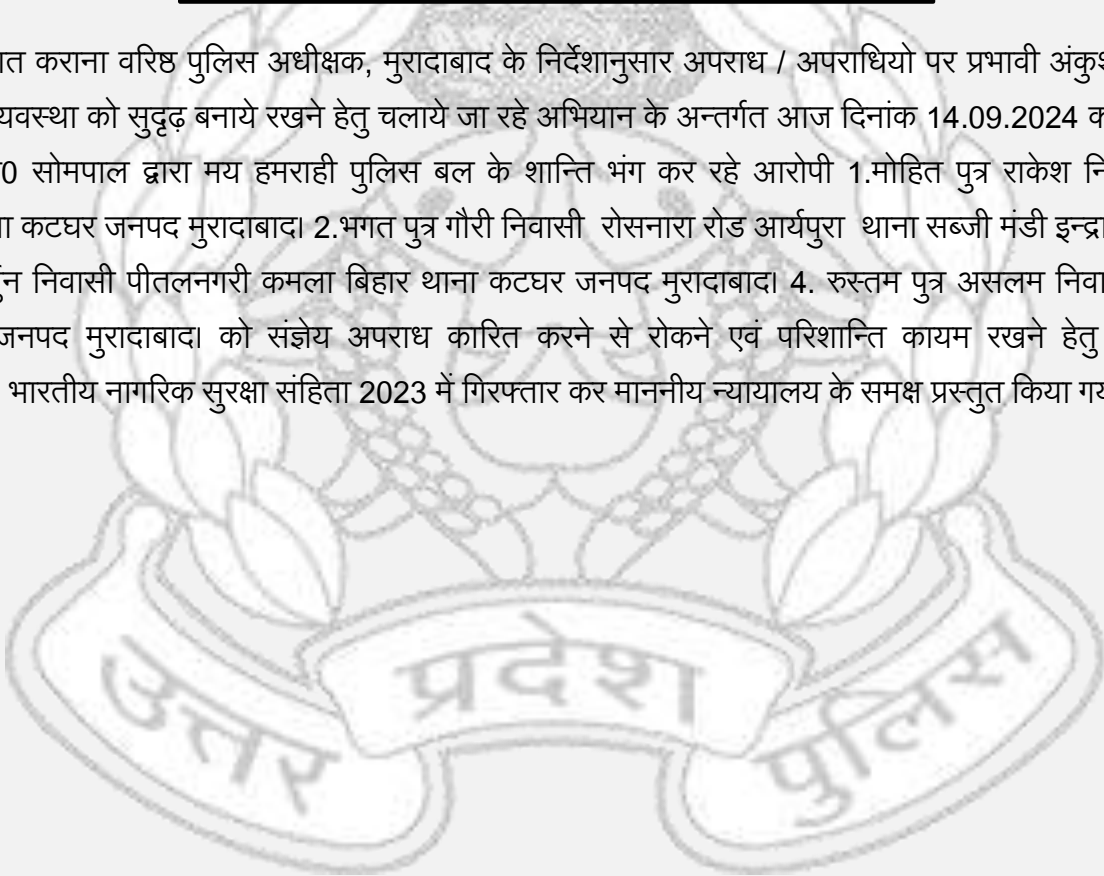 गत कराना वरिष्ठ पुलिस अधीक्षक, मुरादाबाद के निर्देशानुसार अपराध / अपराधियो पर प्रभावी अंकुश
यवस्था को सुदृढ़ बनाये रखने हेतु चलाये जा रहे अभियान के अन्तर्गत आज दिनांक 14.09.2024 क
0 सोमपाल द्वारा मय हमराही पुलिस बल के शान्ति भंग कर रहे आरोपी 1.मोहित पुत्र राकेश नि
ा कटघर जनपद मुरादाबाद। 2.भगत पुत्र गौरी निवासी रोसनारा रोड आर्यपुरा थाना सब्जी मंडी इन्द्रा
न निवासी पीतलनगरी कमला बिहार थाना कटघर जनपद मुरादाबाद। 4. रुस्तम पुत्र असलम निवा
जनपद मुरादाबाद। को संज्ञेय अपराध कारित करने से रोकने एवं परिशान्ति कायम रखने हेतु
भारतीय नागरिक सुरक्षा संहिता 2023 में गिरफ्तार कर माननीय न्यायालय के समक्ष प्रस्तुत किया गय
उत्तर प्रदेश पुलिस